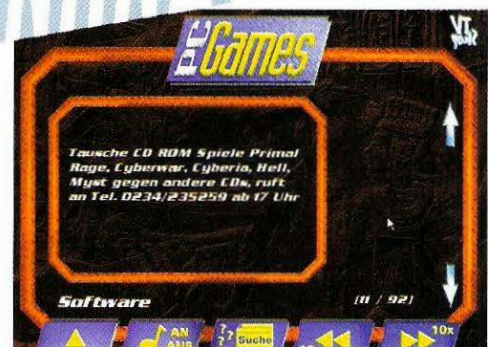 PC Games
Tausche CD ROM Spiele Primal
Rage, Cyberwar, Cyberia, Hell,
Myst gegen andere CDs, ruft
an Tel. 0234/235259 ab 17 Uhr
Software
(11 / 92)
AN
AUS
?? Suche
10x